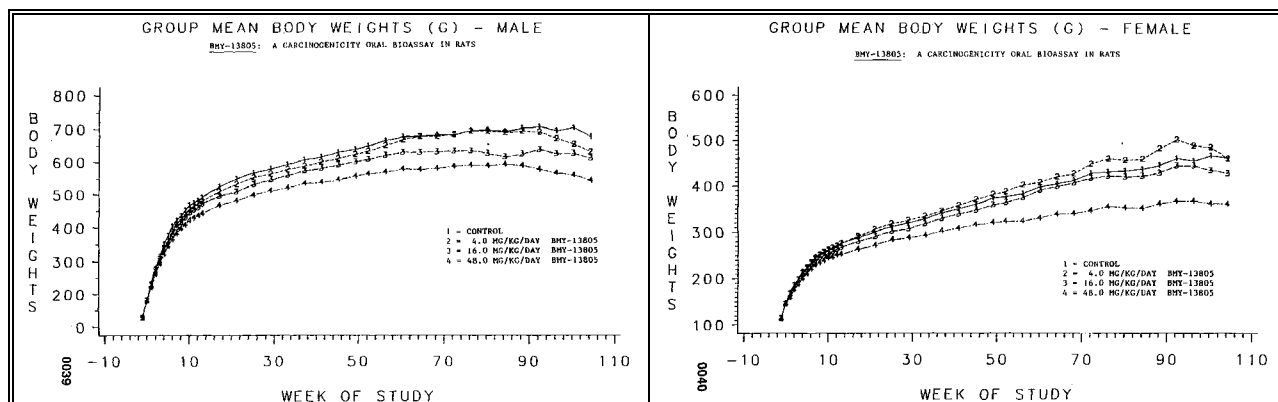 GROUP MEAN BODY WEIGHTS (G) - MALE
BMY-13805: A CARCINOGENICITY ORAL BIOASSAY IN RATS
BODY WEIGHTS
800
700
600
500
400
300
200
0
1 - CONTROL
2 = 4.0 MG/KG/DAY BMY-13805
3 = 16.0 MG/KG/DAY BMY-13805
4 = 48.0 MG/KG/DAY BMY-13805
-10 10 30 50 70 90 110
WEEK OF STUDY
0039
GROUP MEAN BODY WEIGHTS (G) - FEMALE
BMY-13805: A CARCINOGENICITY ORAL BIOASSAY IN RATS
BODY WEIGHTS
600
500
400
300
200
100
1 - CONTROL
2 = 4.0 MG/KG/DAY BMY-13805
3 = 16.0 MG/KG/DAY BMY-13805
4 = 48.0 MG/KG/DAY BMY-13805
-10 10 30 50 70 90 110
WEEK OF STUDY
0040